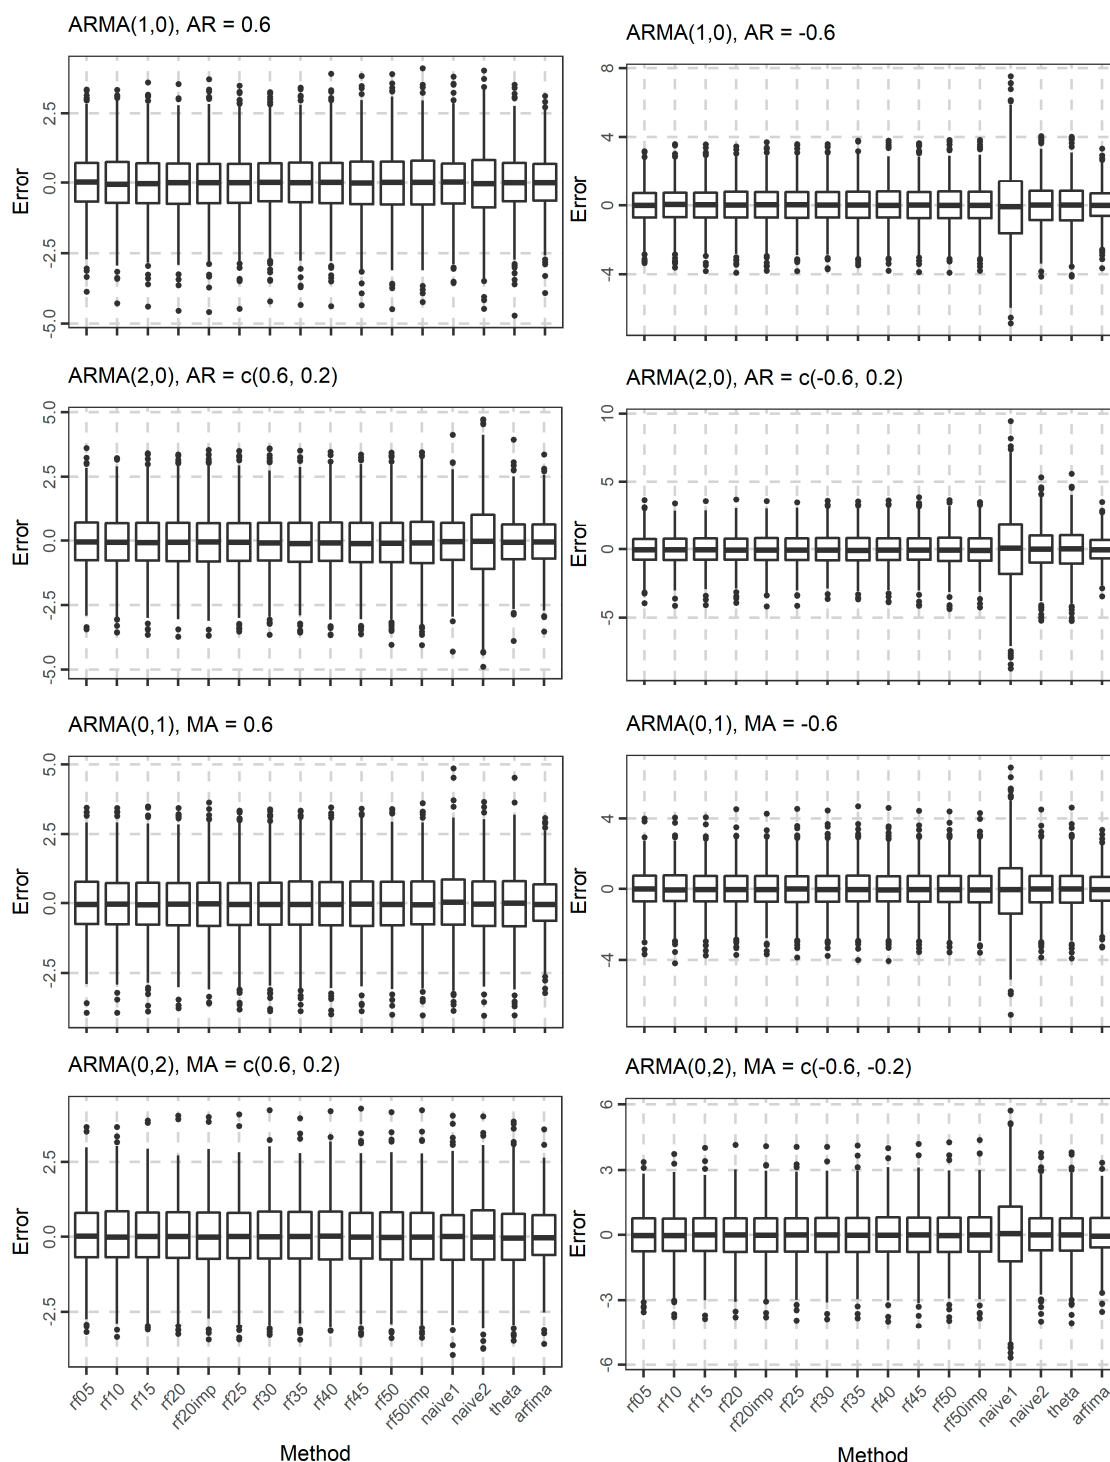 ARMA(1,0), AR = 0.6
Error
2.5
0.0
-2.5
-5.0
ARMA(1,0), AR = -0.6
Error
8
4
0
-4
ARMA(2,0), AR = c(0.6, 0.2)
Error
5.0
2.5
0.0
-2.5
-5.0
ARMA(2,0), AR = c(-0.6, 0.2)
Error
10
5
0
-5
ARMA(0,1), MA = 0.6
Error
5.0
2.5
0.0
-2.5
ARMA(0,1), MA = -0.6
Error
4
0
-4
ARMA(0,2), MA = c(0.6, 0.2)
Error
2.5
0.0
-2.5
rf05
rf10
rf15
rf20
rf20imp
rf25
rf30
rf35
rf40
rf45
rf50
rf50imp
naive1
naive2
theta
arfima
Method
ARMA(0,2), MA = c(-0.6, -0.2)
Error
6
3
0
-3
-6
rf05
rf10
rf15
rf20
rf20imp
rf25
rf30
rf35
rf40
rf45
rf50
rf50imp
naive1
naive2
theta
arfima
Method